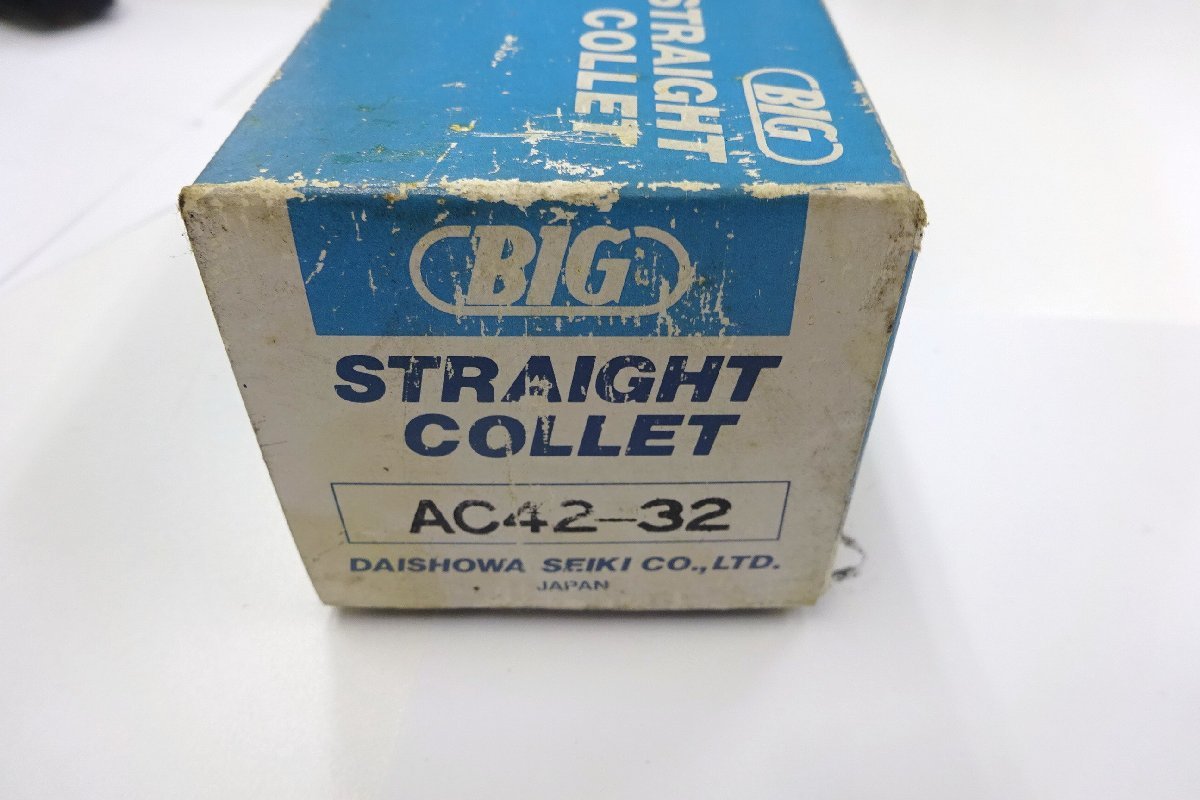 STRAIGHT
COLLET
BIG
BIG
STRAIGHT
COLLET
AC42-32
DAISHOWA SEIKI CO., LTD.
JAPAN